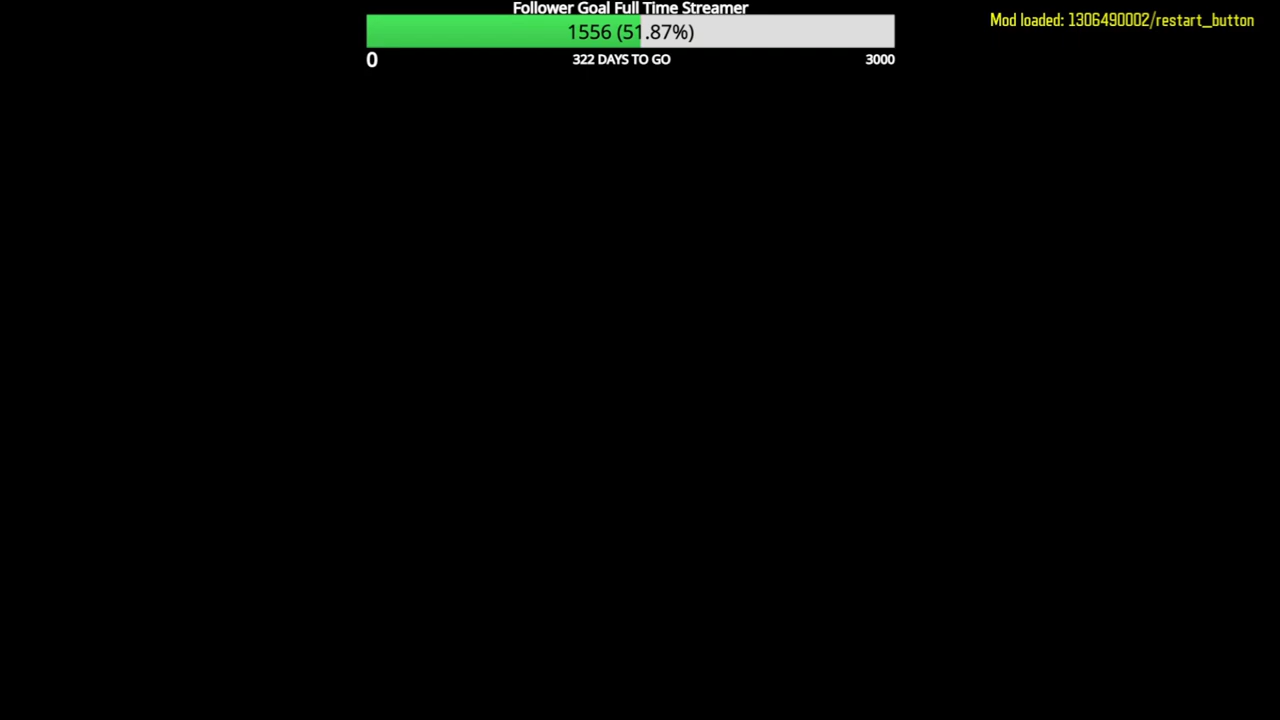 Follower Goal Full Time Streamer
1556 (51.87%)
0
322 DAYS TO GO
3000
Mod loaded: 1306490002/restart_button